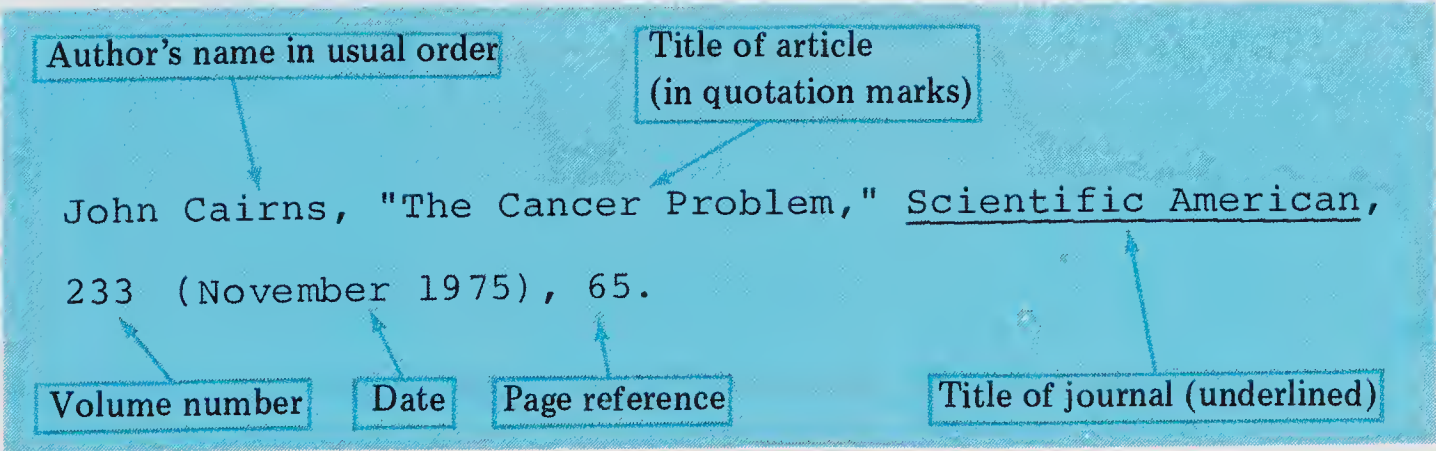 Author's name in usual order
Title of article
(in quotation marks)
John Cairns, "The Cancer Problem," Scientific American,
233 (November 1975), 65.
Volume number
Date
Page reference
Title of journal (underlined)